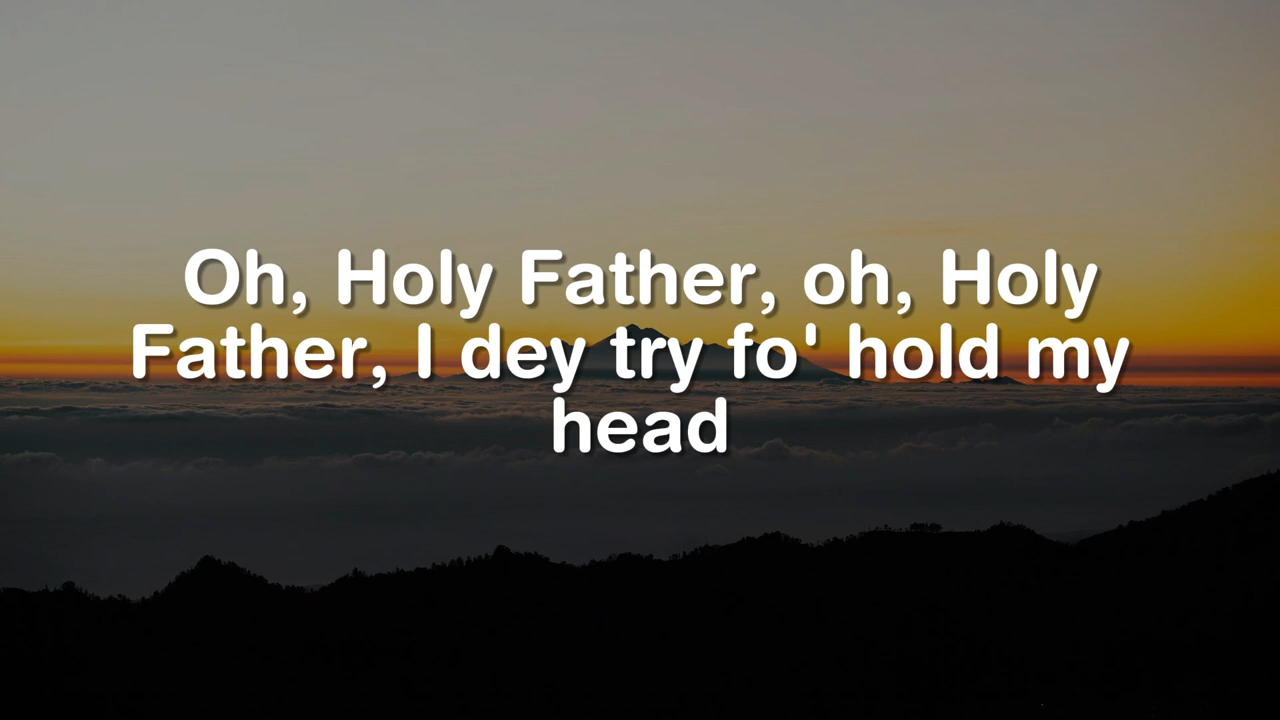 Oh, Holy Father, oh, Holy
Father, I dey try fo' hold my
head